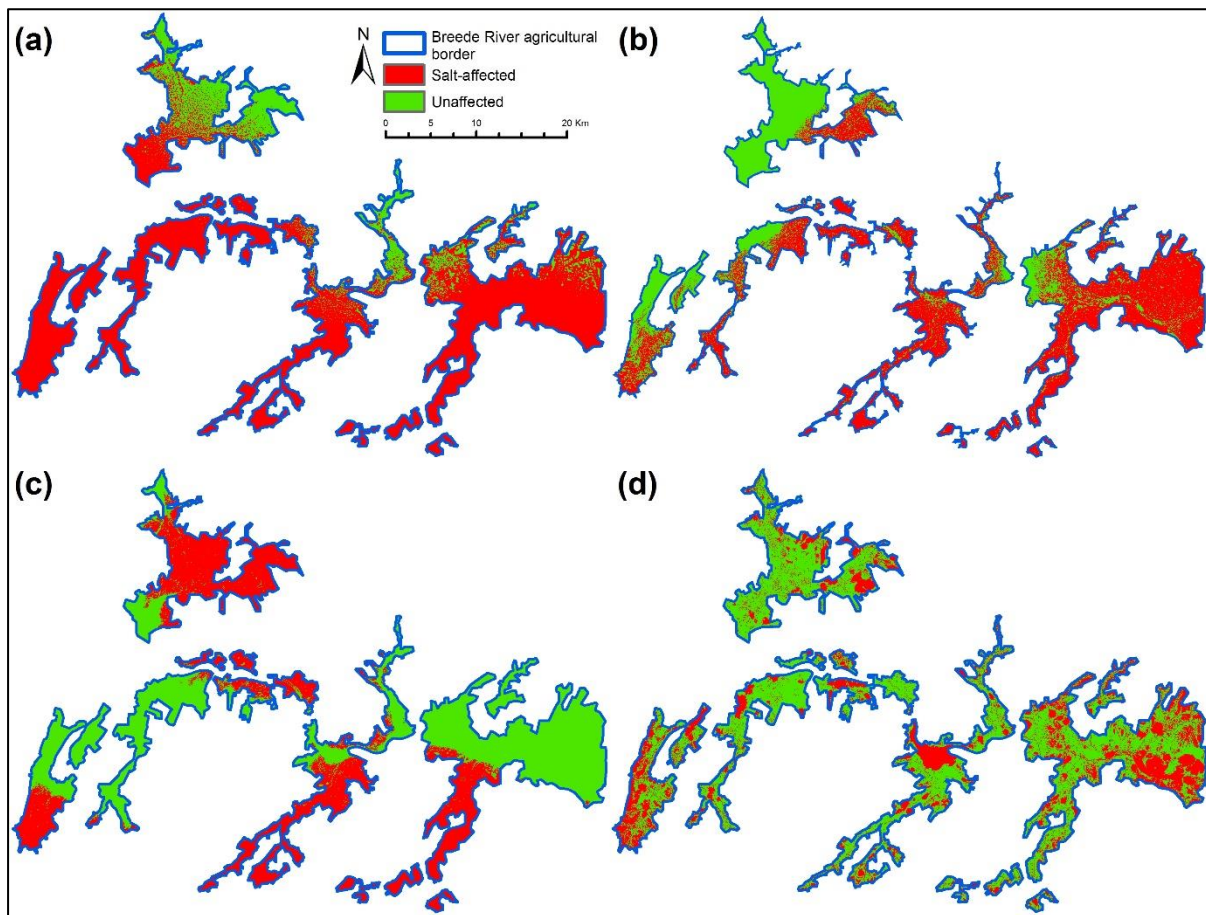 (a)
N
Breede River agricultural
border
Salt-affected
Unaffected
0 5 10 20 Km
(b)
(c)
(d)